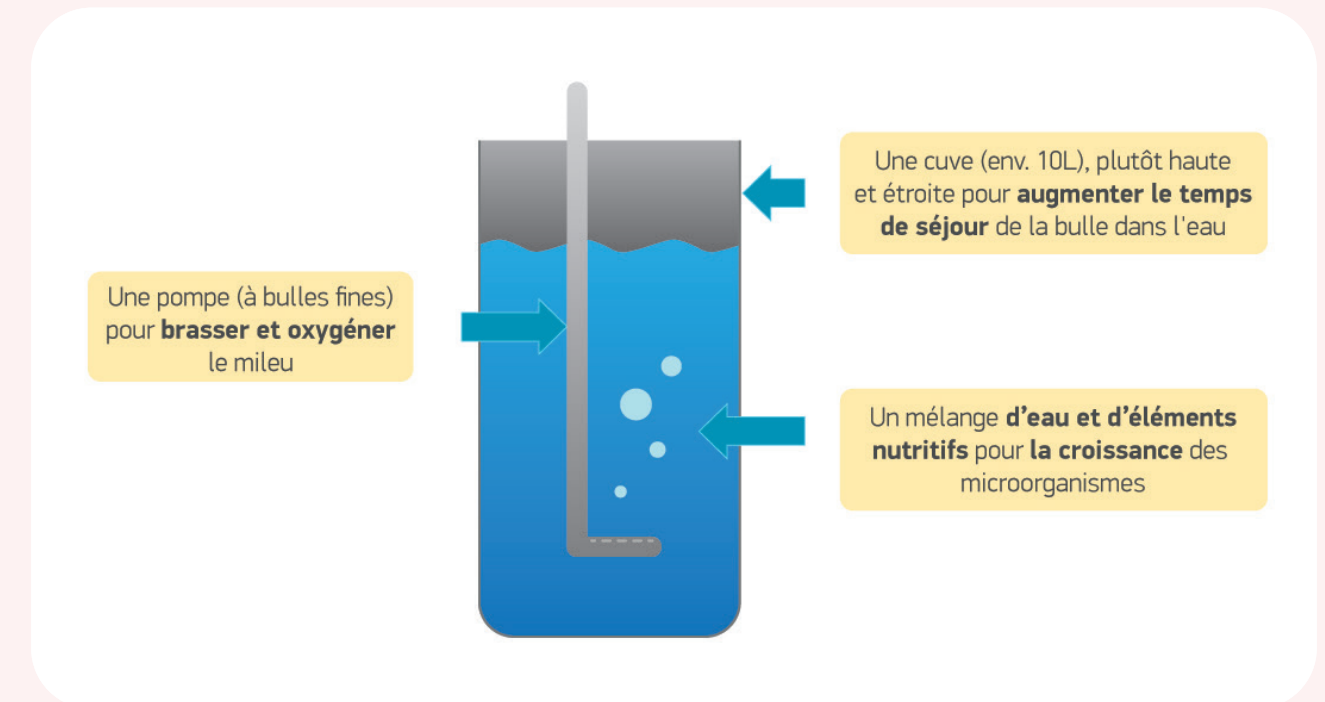 Une cuve (env. 10L), plutôt haute
et étroite pour augmenter le temps
de séjour de la bulle dans l'eau
Une pompe (à bulles fines)
pour brasser et oxygéner
le mileu
Un mélange d’eau et d’éléments
nutritifs pour la croissance des
microorganismes